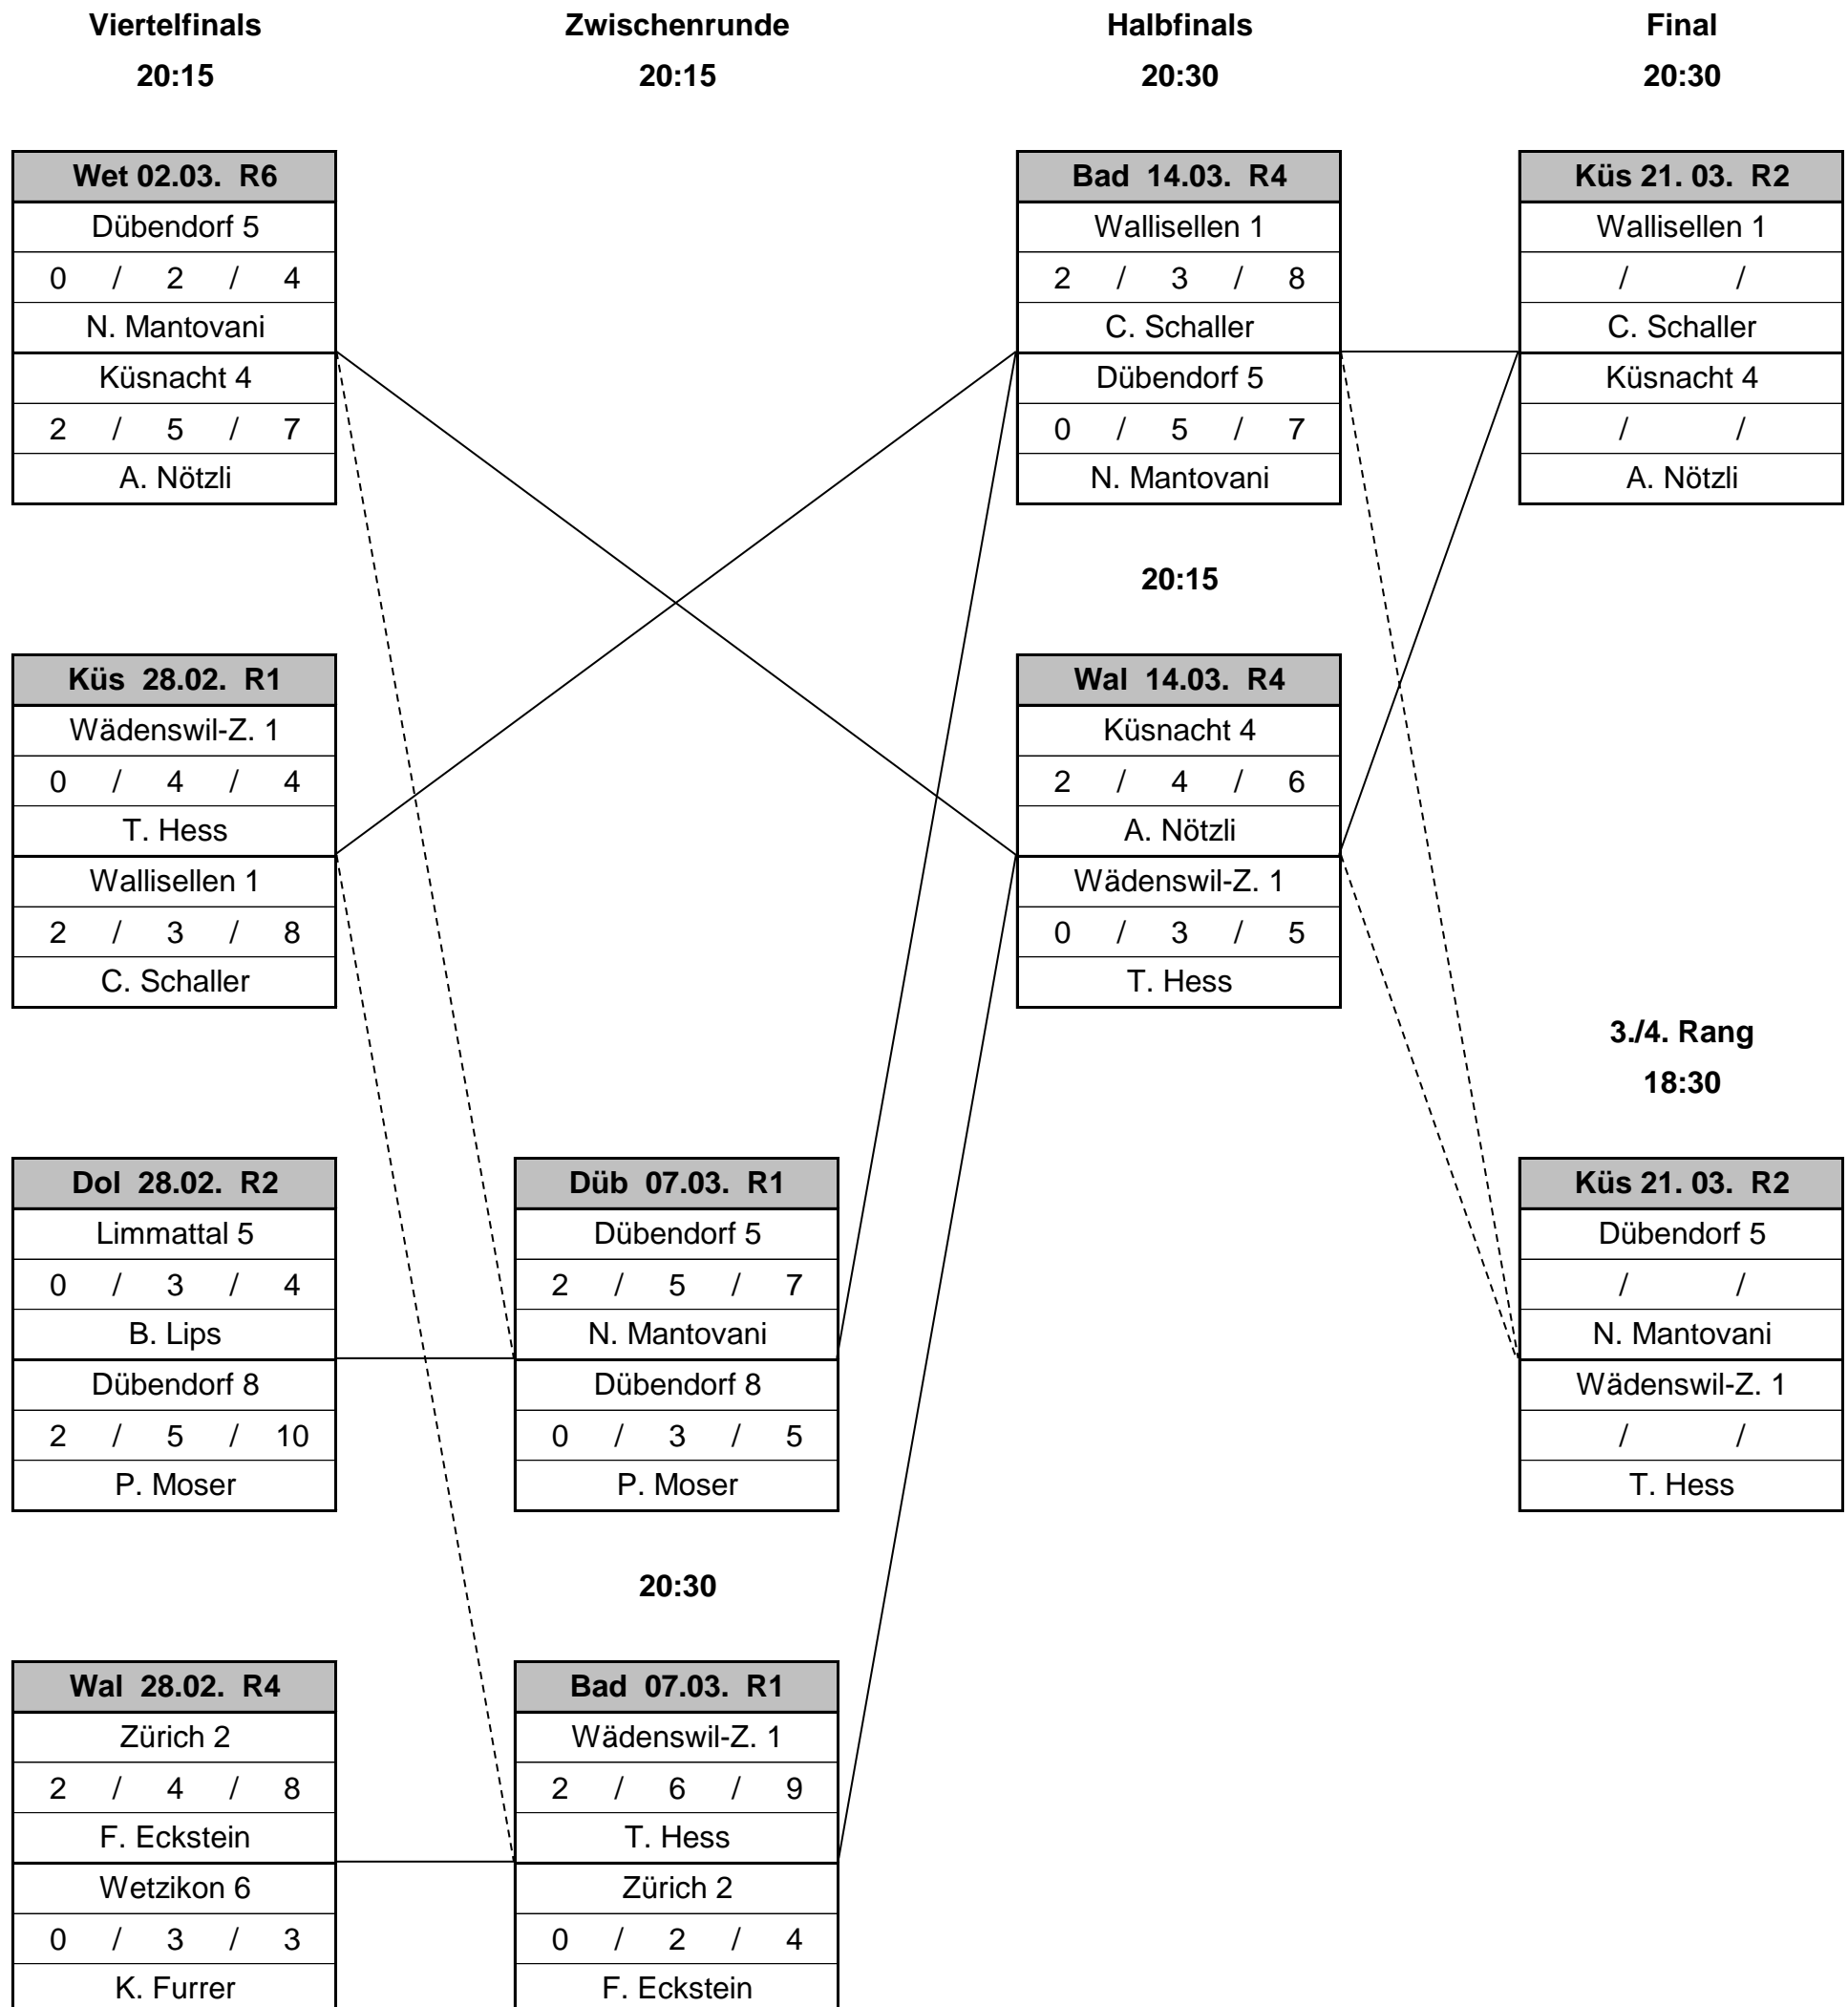 Viertelfinals
20:15
Zwischenrunde
20:15
Halbfinals
20:30
Final
20:30
Wet 02.03. R6
Dübendorf 5
0 / 2 / 4
N. Mantovani
Küsnacht 4
2 / 5 / 7
A. Nötzli
Küs 28.02. R1
Wädenswil-Z. 1
0 / 4 / 4
T. Hess
Wallisellen 1
2 / 3 / 8
C. Schaller
Dol 28.02. R2
Limmattal 5
0 / 3 / 4
B. Lips
Dübendorf 8
2 / 5 / 10
P. Moser
Wal 28.02. R4
Zürich 2
2 / 4 / 8
F. Eckstein
Wetzikon 6
0 / 3 / 3
K. Furrer
Düb 07.03. R1
Dübendorf 5
2 / 5 / 7
N. Mantovani
Dübendorf 8
0 / 3 / 5
P. Moser
20:30
Bad 07.03. R1
Wädenswil-Z. 1
2 / 6 / 9
T. Hess
Zürich 2
0 / 2 / 4
F. Eckstein
Bad 14.03. R4
Wallisellen 1
2 / 3 / 8
C. Schaller
Dübendorf 5
0 / 5 / 7
N. Mantovani
20:15
Wal 14.03. R4
Küsnacht 4
2 / 4 / 6
A. Nötzli
Wädenswil-Z. 1
0 / 3 / 5
T. Hess
Küs 21. 03. R2
Wallisellen 1
/ /
C. Schaller
Küsnacht 4
/ /
A. Nötzli
3./4. Rang
18:30
Küs 21. 03. R2
Dübendorf 5
/ /
N. Mantovani
Wädenswil-Z. 1
/ /
T. Hess